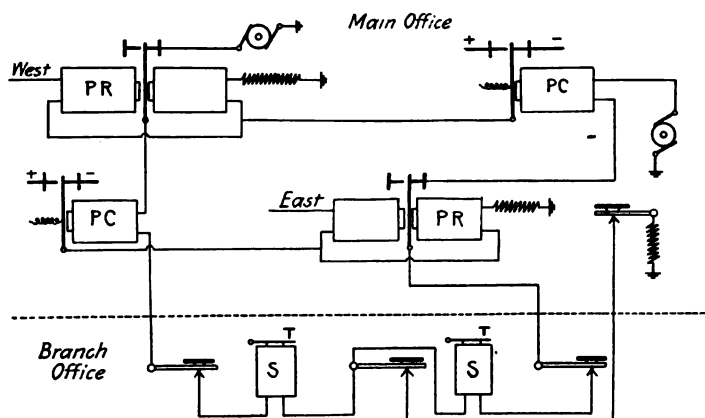 Main Office
West
PR
+ -
PC
-
+ -
PC
East
PR
Branch
Office
T
S
T
S